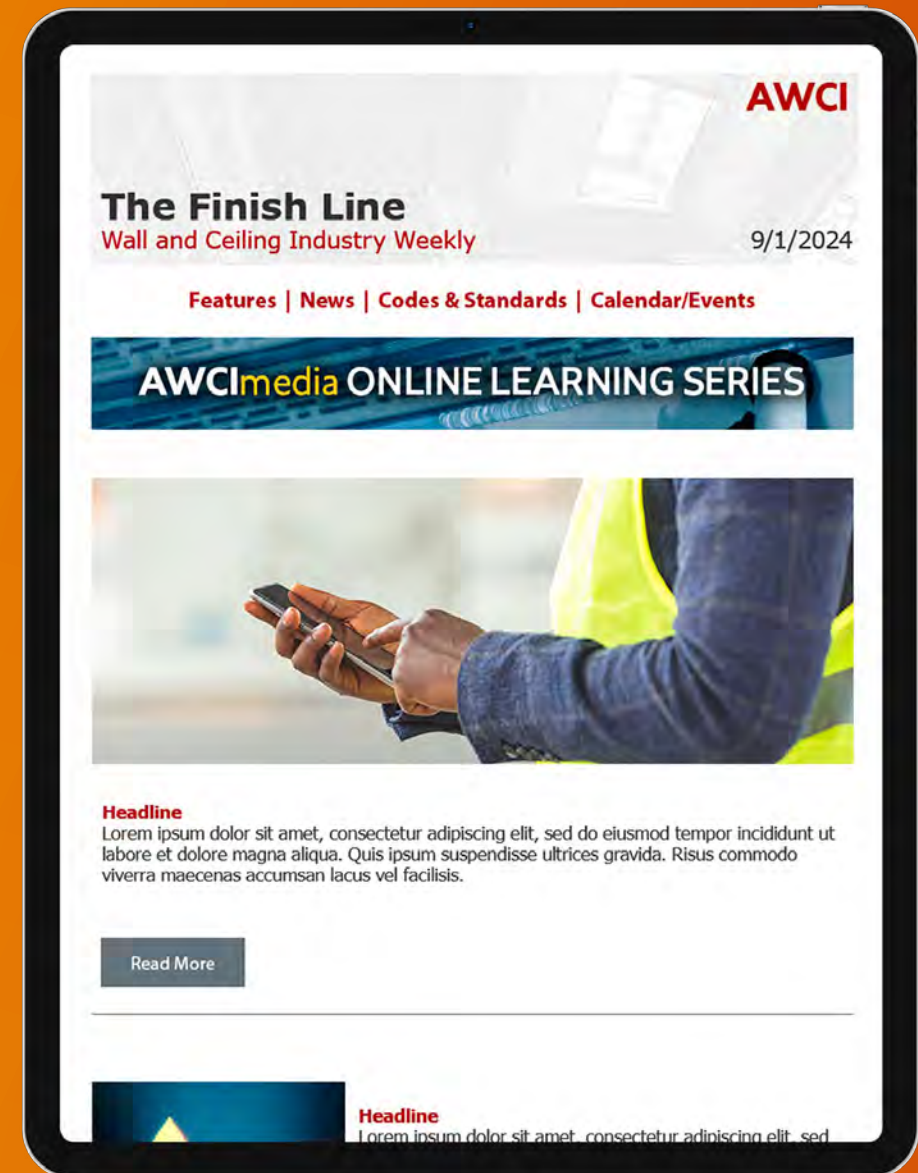 AWCI
The Finish Line
Wall and Ceiling Industry Weekly
9/1/2024
Features | News | Codes & Standards | Calendar/Events
AWCImedia ONLINE LEARNING SERIES
Headline
Lorem ipsum dolor sit amet, consectetur adipiscing elit, sed do eiusmod tempor incididunt ut
labore et dolore magna aliqua. Quis ipsum suspendisse ultrices gravida. Risus commodo
viverra maecenas accumsan lacus vel facilisis.
Read More
Headline
Lorem ipsum dolor sit amet, consectetur adipiscing elit, sed